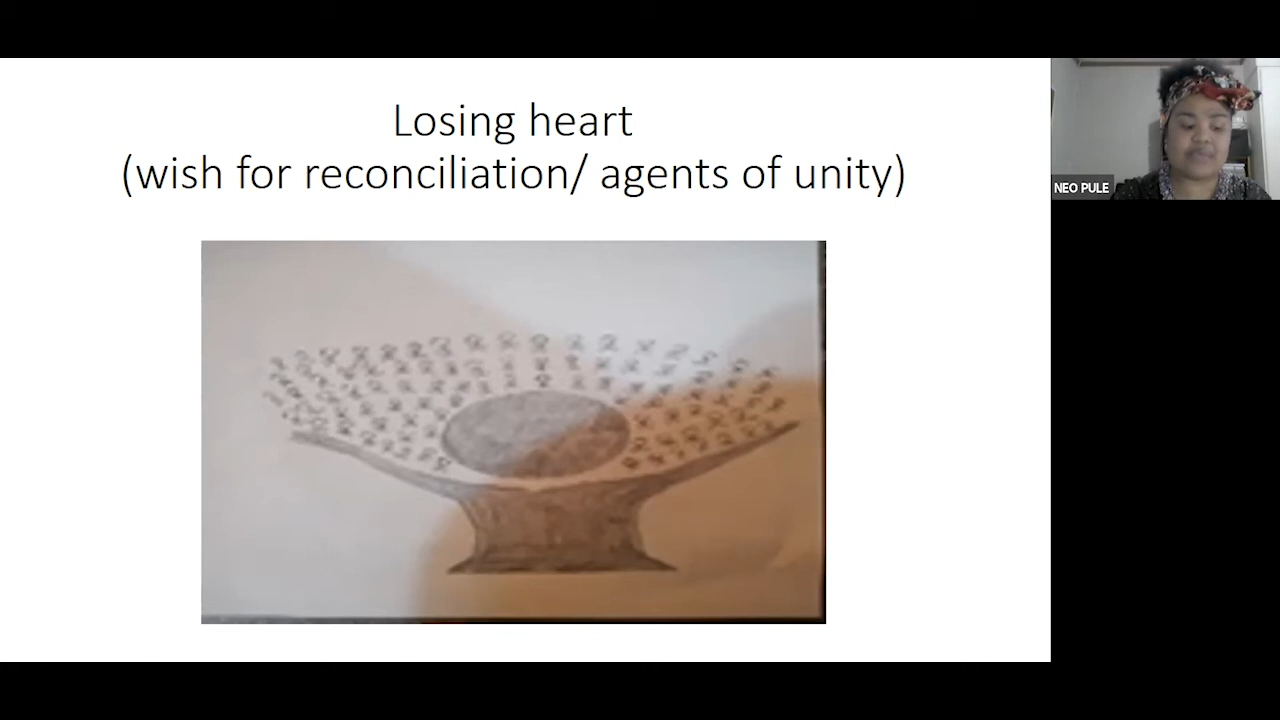 Losing heart
(wish for reconciliation/ agents of unity)
NEO PULE